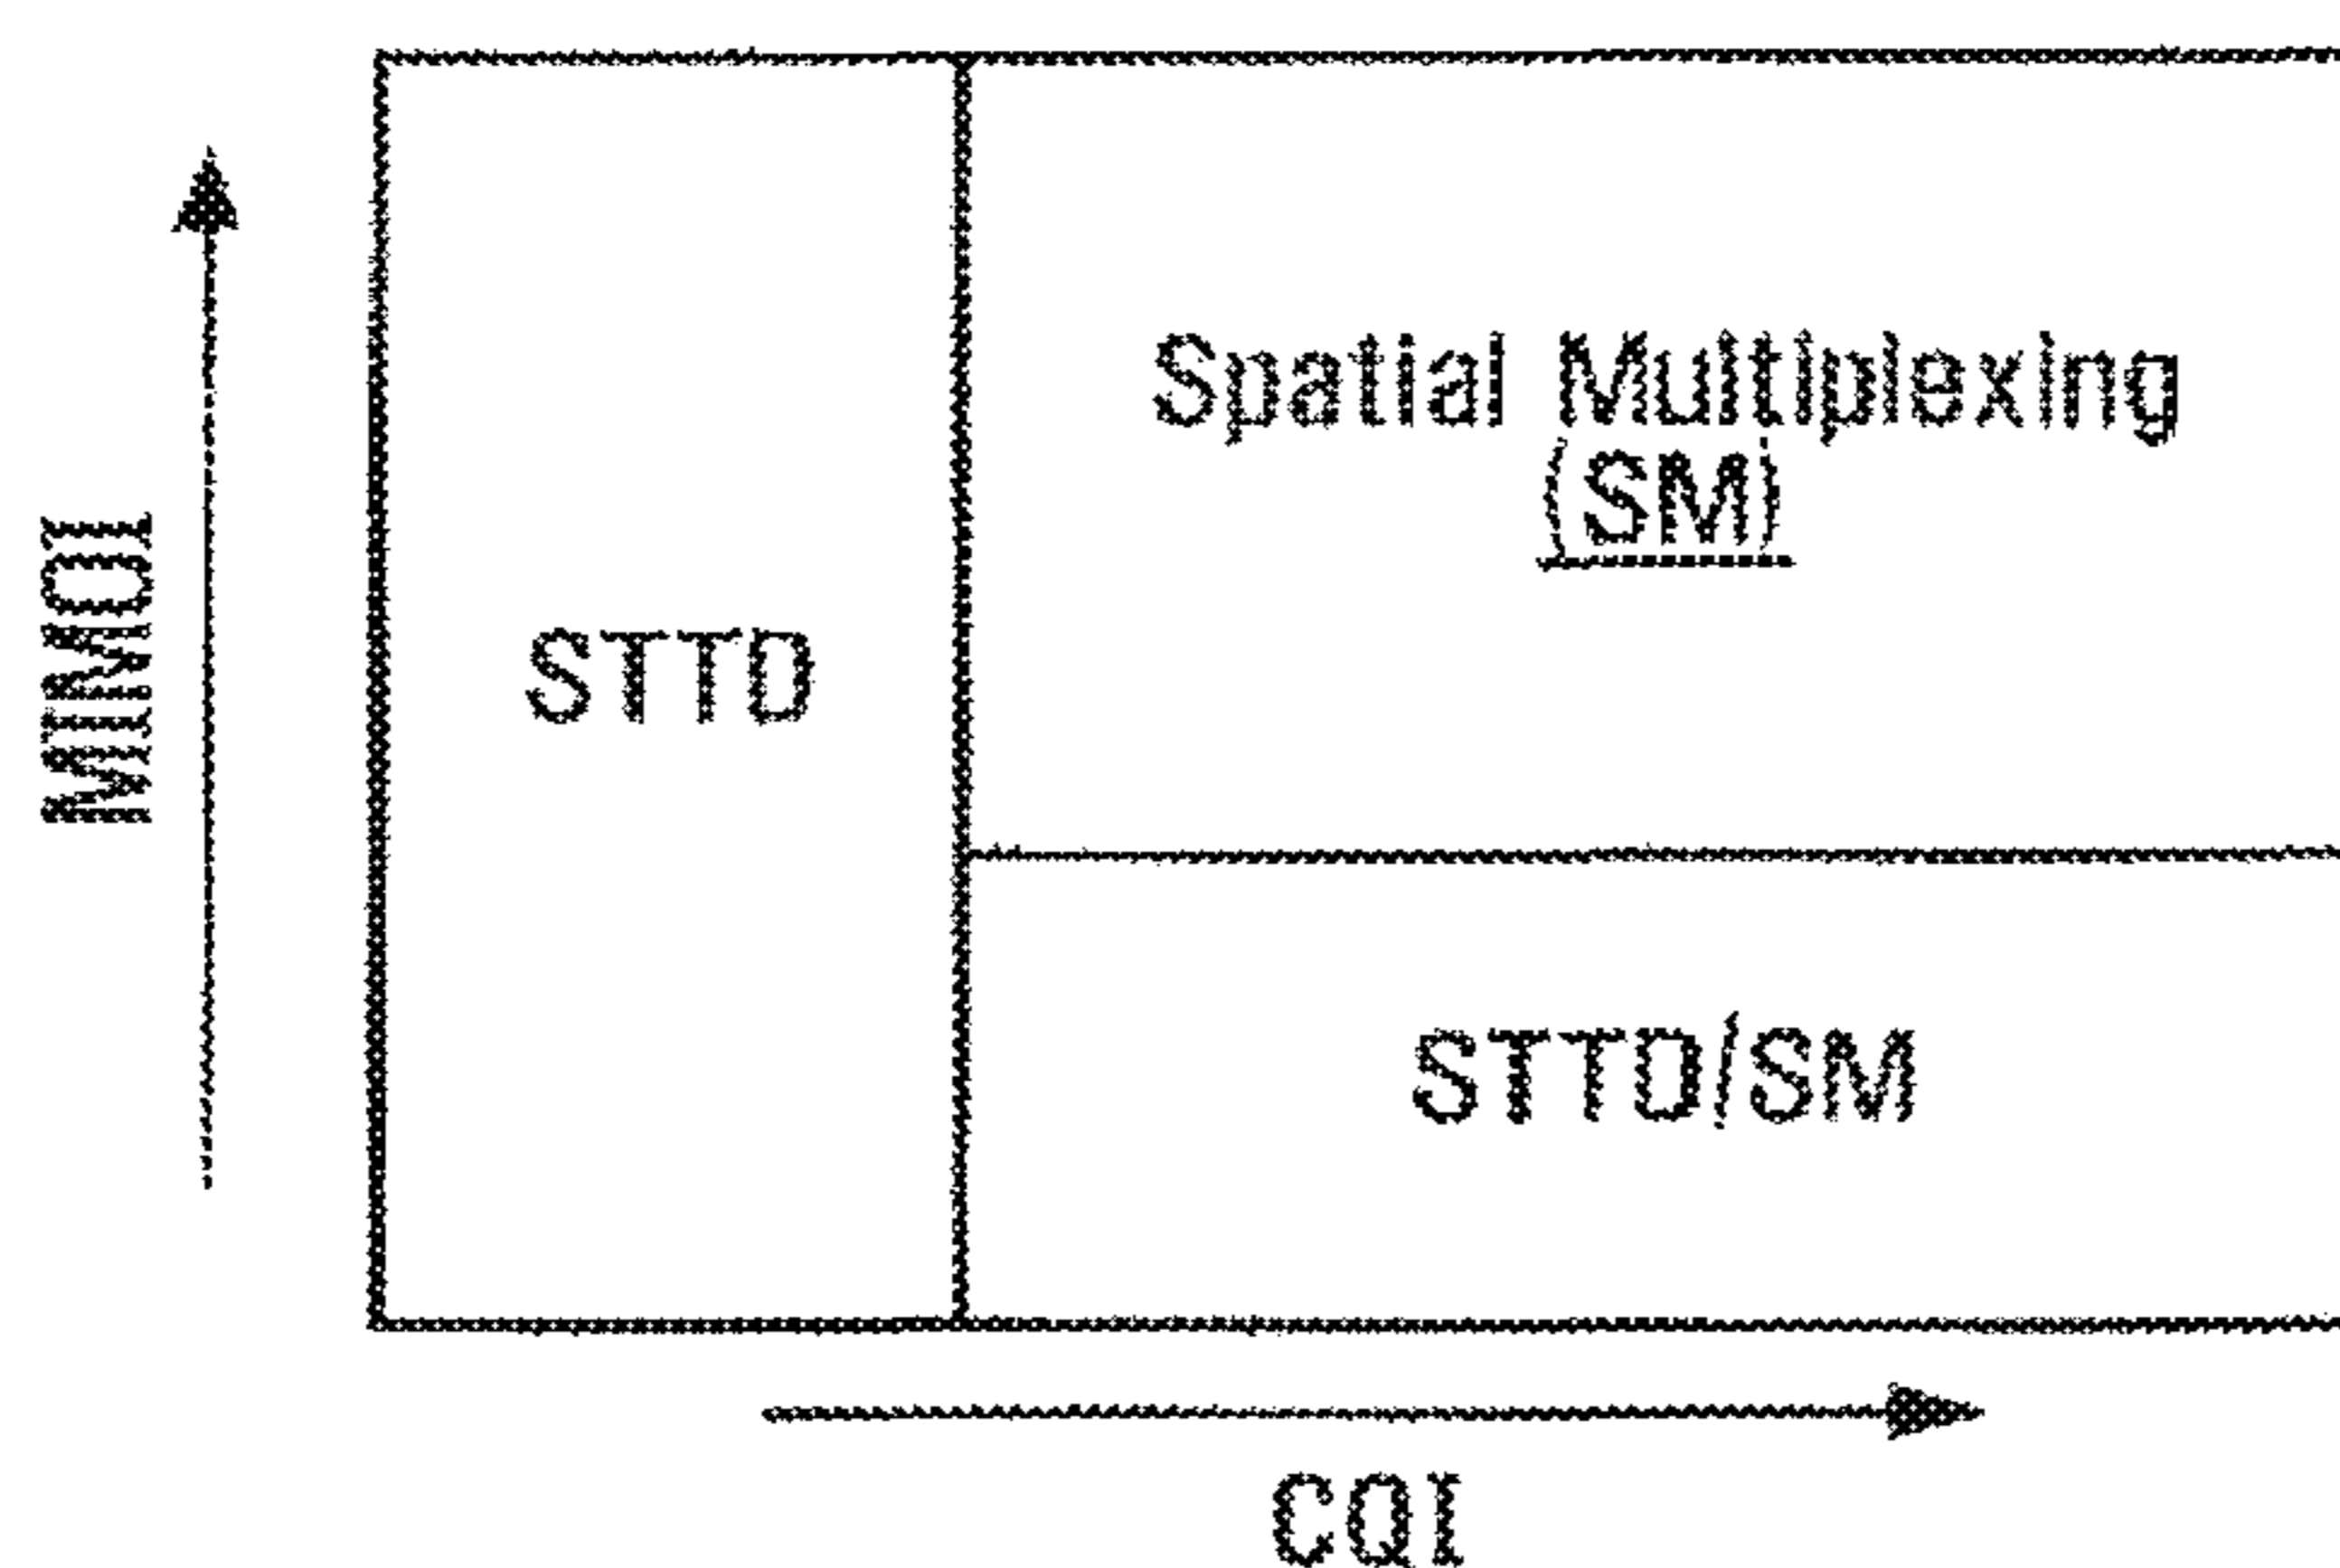 MIMOI
STTD
Spatial Multiplexing
(SM)
STTD/SM
CQI